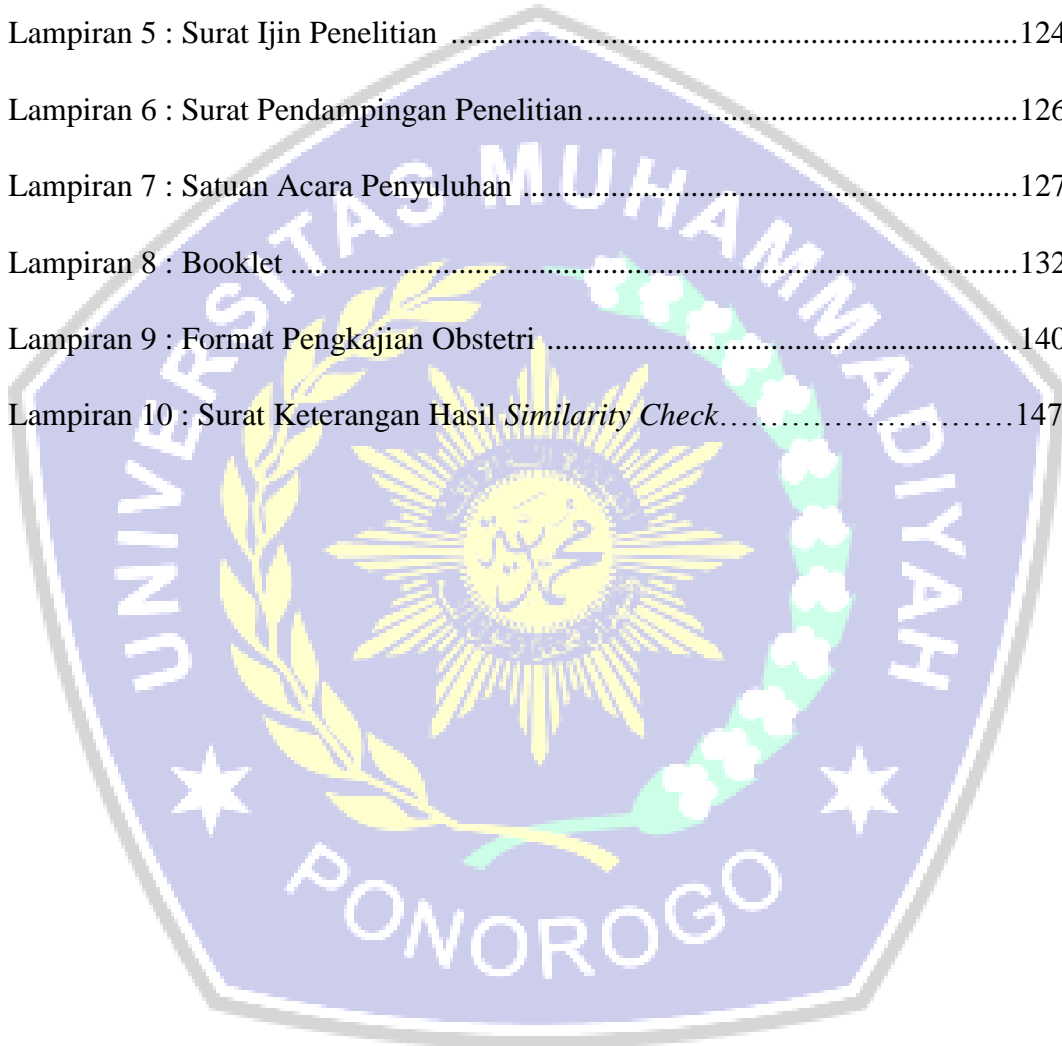 Lampiran 5 : Surat Ijin Penelitian ........................................................................124
Lampiran 6 : Surat Pendampingan Penelitian.......................................................126
Lampiran 7 : Satuan Acara Penyuluhan ...............................................................127
Lampiran 8 : Booklet ............................................................................................132
Lampiran 9 : Format Pengkajian Obstetri ............................................................140
Lampiran 10 : Surat Keterangan Hasil Similarity Check…………………………147
UNIVERSITAS MUHAMMADIYAH
PONOROGO